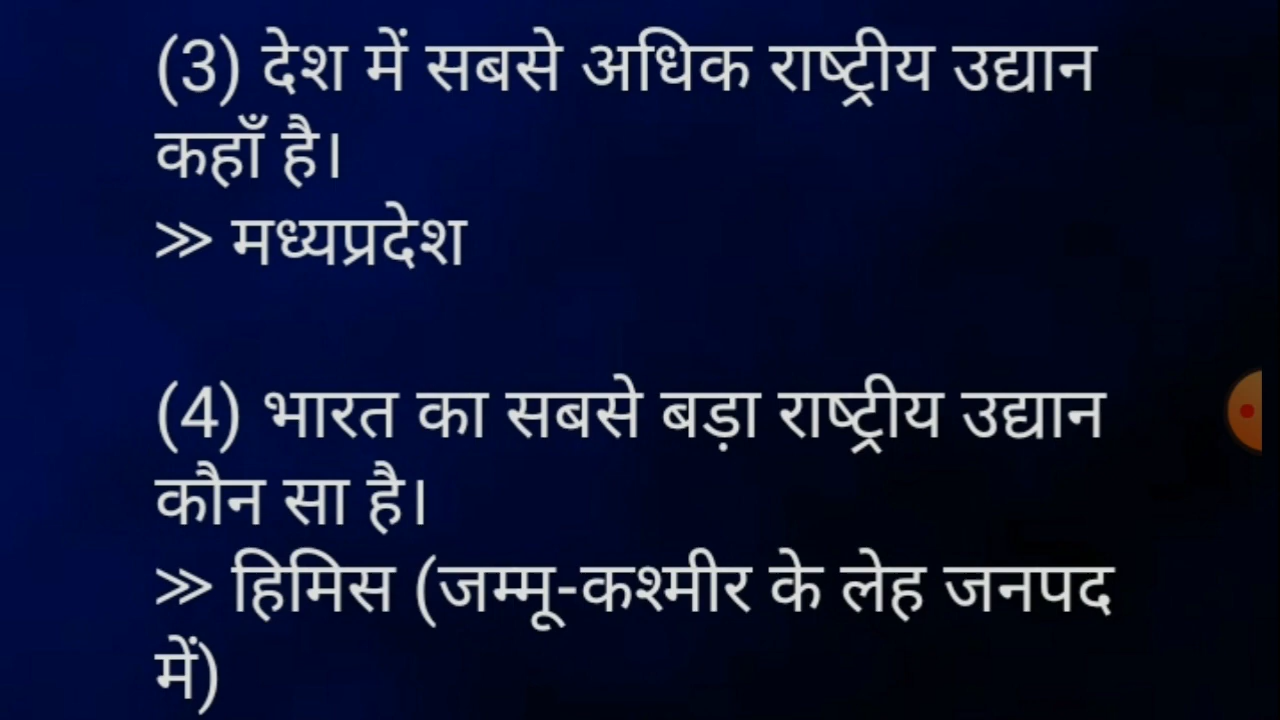 (3) देश में सबसे अधिक राष्ट्रीय उद्यान
कहाँ है।
≫ मध्यप्रदेश
(4) भारत का सबसे बड़ा राष्ट्रीय उद्यान
कौन सा है।
≫ हिमिस (जम्मू-कश्मीर के लेह जनपद
में)